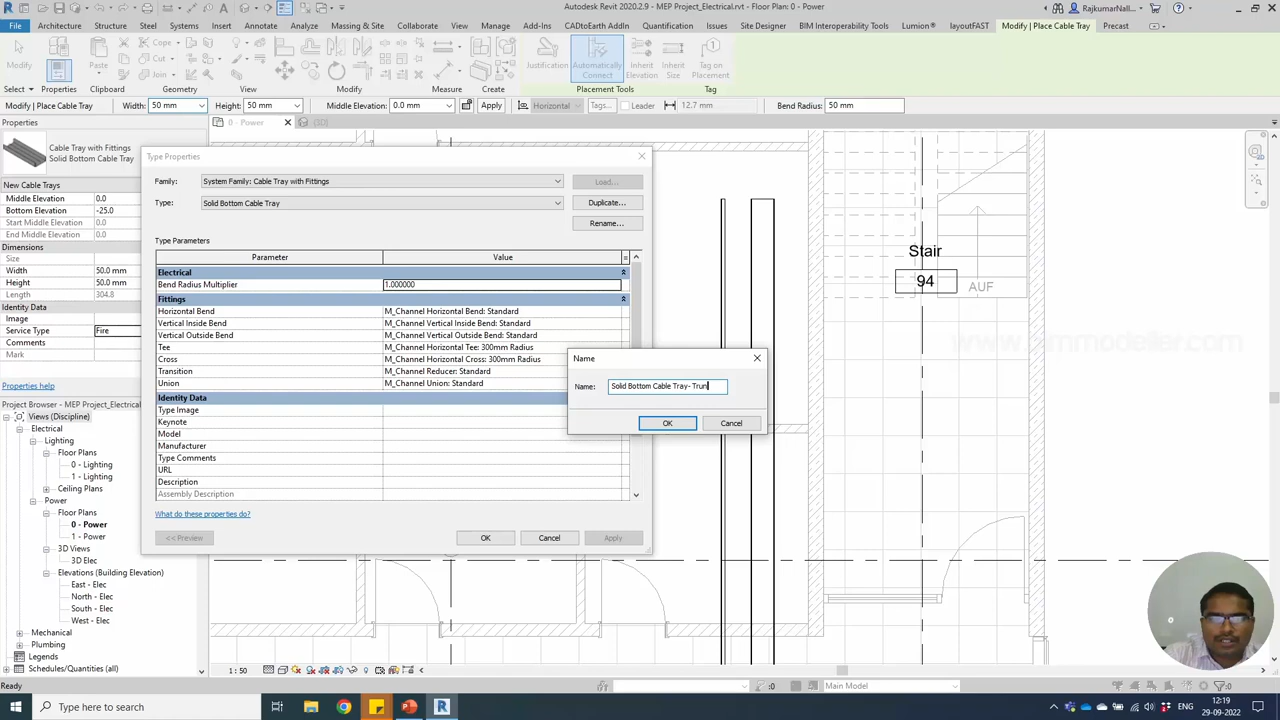 Autodesk Revit 2020.2.9 - MEP Project_Electrical.rvt - Floor Plan: 0 - Power
RajkumarNall...
File Architecture Structure Steel Systems Insert Annotate Analyze Massing & Site Collaborate View Manage Add-Ins CADtoEarth AddIn Quantification Issues Site Designer BIM Interoperability Tools Lumion® layoutFAST Modify | Place Cable Tray Precast
Modify
Paste
Cope
Cut
Join
Justification
Automatically Connect
Inherit Elevation
Inherit Size
Tag on Placement
Select Properties Clipboard Geometry Modify View Measure Create Placement Tools Tag
Modify | Place Cable Tray Width: 50 mm Height: 50 mm Middle Elevation: 0.0 mm Apply Horizontal Tags... Leader 12.7 mm Bend Radius: 50 mm
Properties
0 - Power
{3D}
Cable Tray with Fittings
Solid Bottom Cable Tray
New Cable Trays
Middle Elevation 0.0
Bottom Elevation -25.0
Start Middle Elevation 0.0
End Middle Elevation 0.0
Dimensions
Size
Width 50.0 mm
Height 50.0 mm
Length 304.8
Identity Data
Image
Service Type Fire
Comments
Mark
Project Browser - MEP Project_Electrical
Views (Discipline)
Electrical
Lighting
Floor Plans
0 - Lighting
1 - Lighting
Ceiling Plans
Power
Floor Plans
0 - Power
1 - Power
3D Views
3D Elec
Elevations (Building Elevation)
East - Elec
North - Elec
South - Elec
West - Elec
Mechanical
Plumbing
Legends
Schedules/Quantities (all)
Type Properties
Family: System Family: Cable Tray with Fittings Load...
Type: Solid Bottom Cable Tray Duplicate...
Rename...
Type Parameters
Parameter Value =
Electrical
Bend Radius Multiplier 1.000000
Fittings
Horizontal Bend M_Channel Horizontal Bend: Standard
Vertical Inside Bend M_Channel Vertical Inside Bend: Standard
Vertical Outside Bend M_Channel Vertical Outside Bend: Standard
Tee M_Channel Horizontal Tee: 300mm Radius
Cross M_Channel Horizontal Cross: 300mm Radius
Transition M_Channel Reducer: Standard
Union M_Channel Union: Standard
Identity Data
Type Image
Keynote
Model
Manufacturer
Type Comments
URL
Description
Assembly Description
What do these properties do?
<< Preview OK Cancel Apply
Name
Name: Solid Bottom Cable Tray- Trun
OK Cancel
Stair
94
AUF
1 : 50
Ready
:0
Main Model
:0
Type here to search
ENG
12:19
29-09-2022